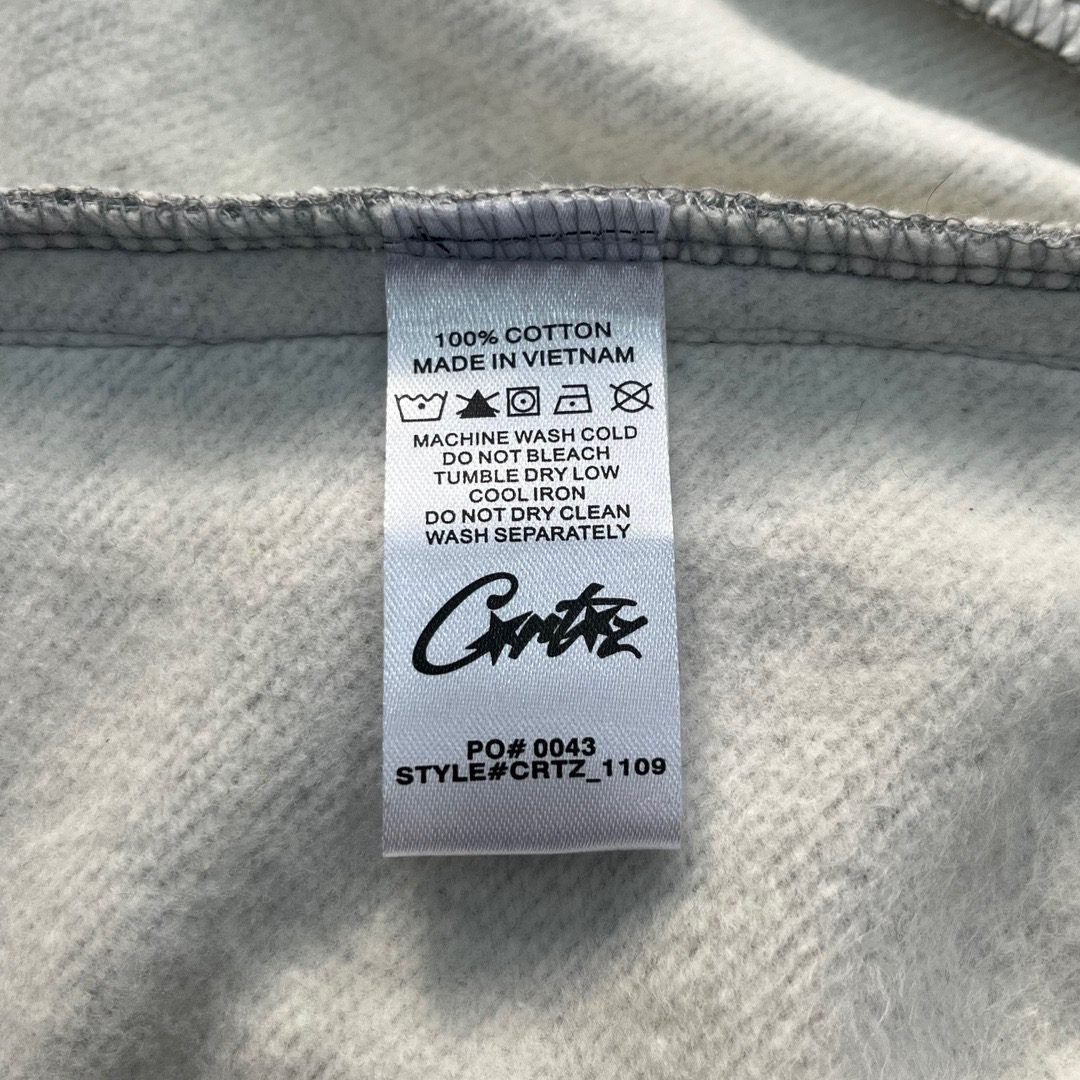 100% COTTON
MADE IN VIETNAM
MACHINE WASH COLD
DO NOT BLEACH
TUMBLE DRY LOW
COOL IRON
DO NOT DRY CLEAN
WASH SEPARATELY
Crtz
PO# 0043
STYLE#CRTZ_1109